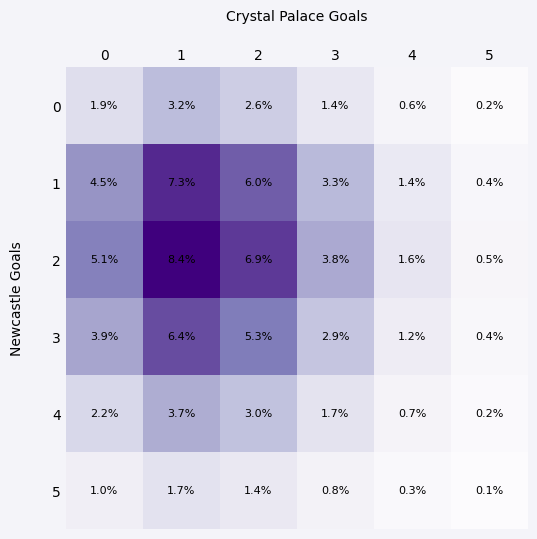 Crystal Palace Goals
0 1 2 3 4 5
Newcastle Goals
0 1.9% 3.2% 2.6% 1.4% 0.6% 0.2%
1 4.5% 7.3% 6.0% 3.3% 1.4% 0.4%
2 5.1% 8.4% 6.9% 3.8% 1.6% 0.5%
3 3.9% 6.4% 5.3% 2.9% 1.2% 0.4%
4 2.2% 3.7% 3.0% 1.7% 0.7% 0.2%
5 1.0% 1.7% 1.4% 0.8% 0.3% 0.1%